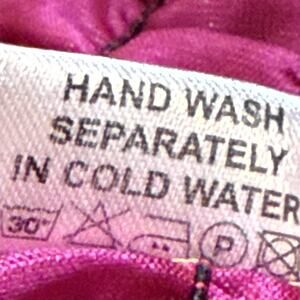 HAND WASH
SEPARATELY
IN COLD WATER
30° P